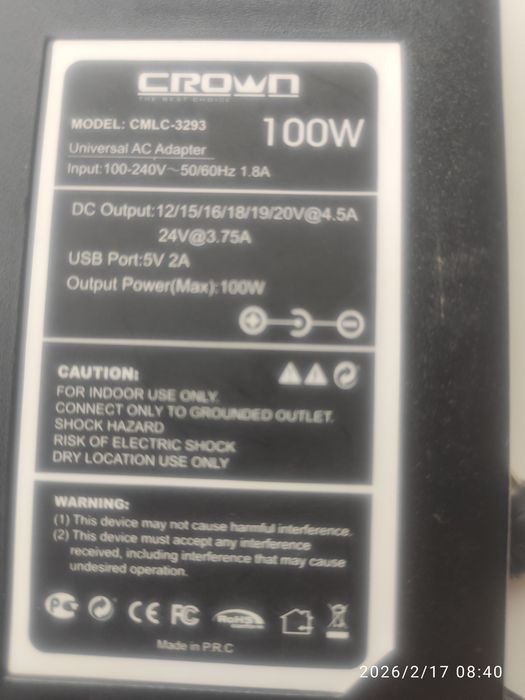 CROWN
THE BEST CHOICE
MODEL: CMLC-3293
100W
Universal AC Adapter
Input:100-240V~50/60Hz 1.8A
DC Output:12/15/16/18/19/20V@4.5A
24V@3.75A
USB Port:5V 2A
Output Power(Max):100W
CAUTION:
FOR INDOOR USE ONLY.
CONNECT ONLY TO GROUNDED OUTLET.
SHOCK HAZARD
RISK OF ELECTRIC SHOCK
DRY LOCATION USE ONLY
WARNING:
(1) This device may not cause harmful interference.
(2) This device must accept any interference
received, including interference that may cause
undesired operation.
CE FC RoHS
Made in P.R.C
2026/2/17 08:40